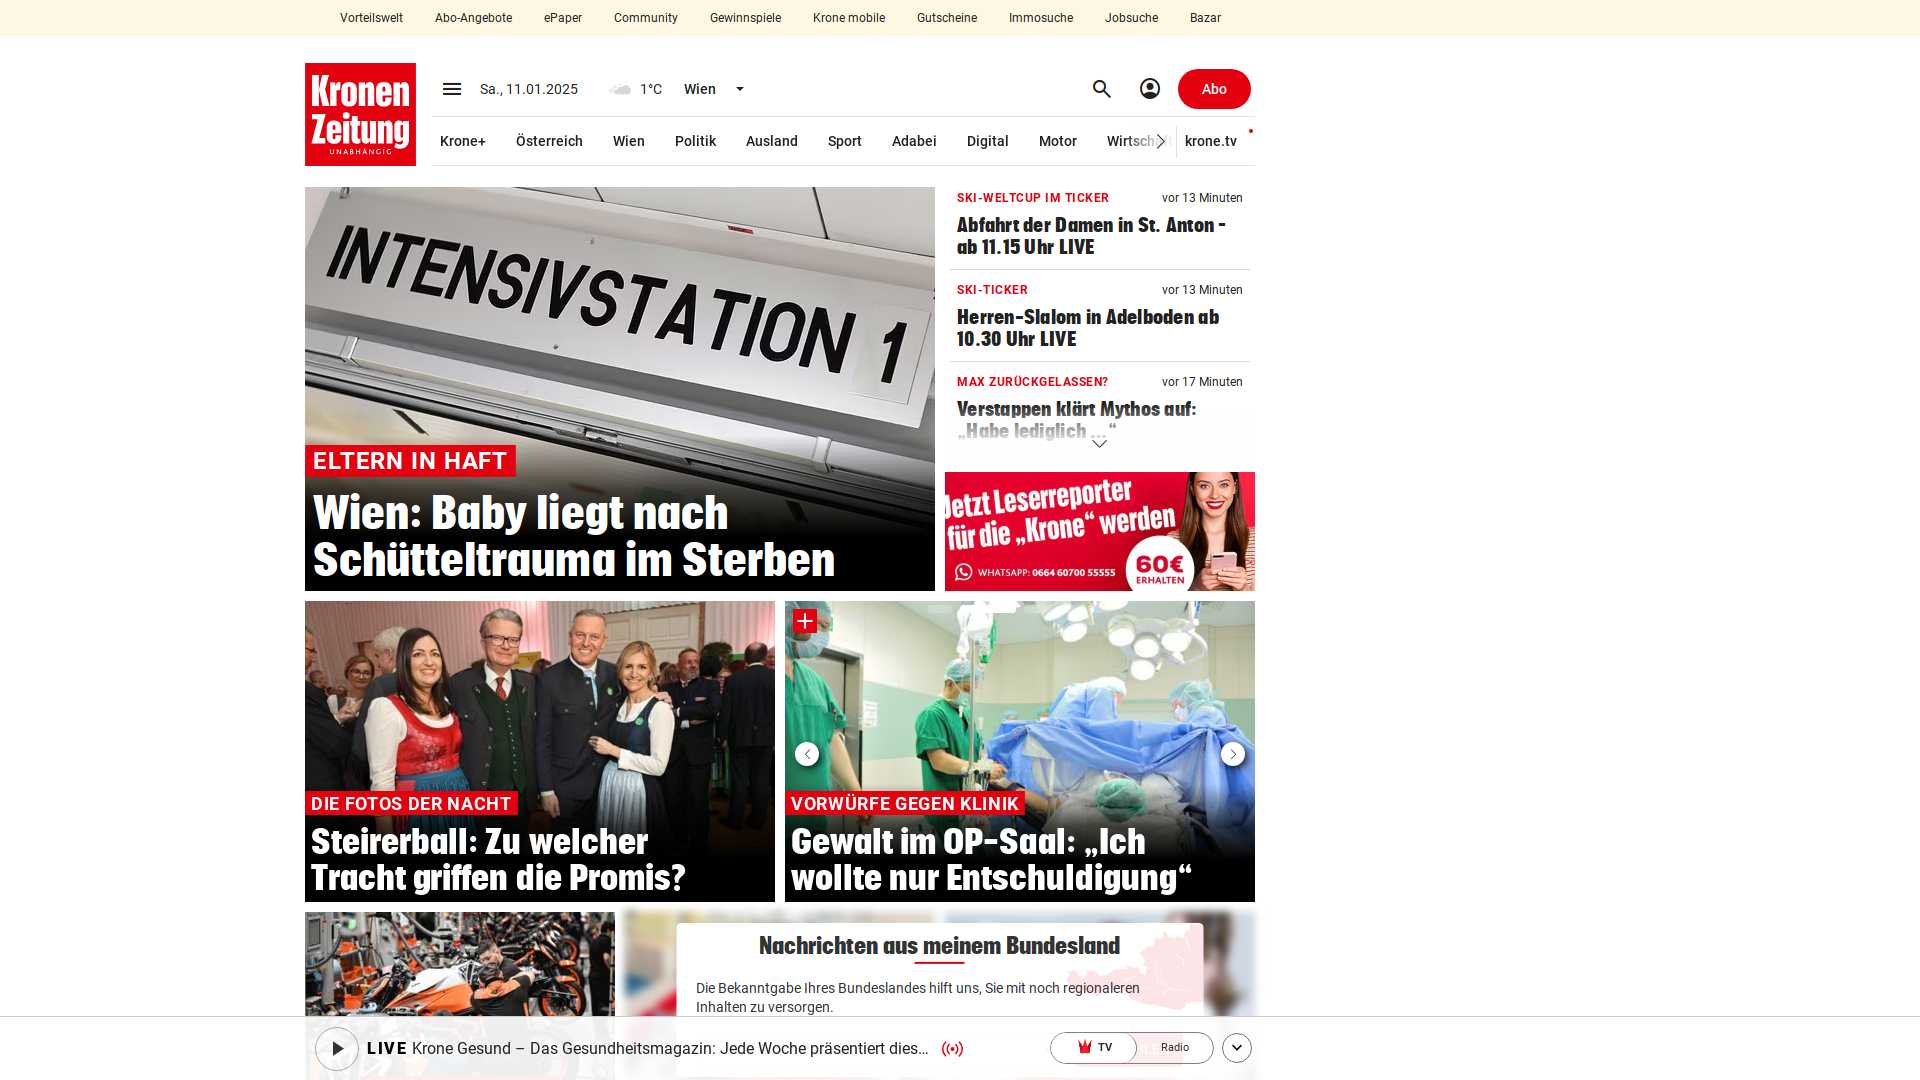 Vorteilswelt Abo-Angebote ePaper Community Gewinnspiele Krone mobile Gutscheine Immosuche Jobsuche Bazar
Kronen
Zeitung
UNABHÄNGIG
Sa., 11.01.2025 1°C Wien
Abo
Krone+ Österreich Wien Politik Ausland Sport Adabei Digital Motor Wirtschaft krone.tv
INTENSIVSTATION 1
ELTERN IN HAFT
Wien: Baby liegt nach
Schütteltrauma im Sterben
SKI-WELTCUP IM TICKER vor 13 Minuten
Abfahrt der Damen in St. Anton –
ab 11.15 Uhr LIVE
SKI-TICKER vor 13 Minuten
Herren-Slalom in Adelboden ab
10.30 Uhr LIVE
MAX ZURÜCKGELASSEN? vor 17 Minuten
Verstappen klärt Mythos auf:
„Habe lediglich ...“
Jetzt Leserreporter
für die „Krone“ werden
WHATSAPP: 0664 60700 55555
60€
ERHALTEN
DIE FOTOS DER NACHT
Steirerball: Zu welcher
Tracht griffen die Promis?
VORWÜRFE GEGEN KLINIK
Gewalt im OP-Saal: „Ich
wollte nur Entschuldigung“
Nachrichten aus meinem Bundesland
Die Bekanntgabe Ihres Bundeslandes hilft uns, Sie mit noch regionaleren
Inhalten zu versorgen.
LIVE Krone Gesund – Das Gesundheitsmagazin: Jede Woche präsentiert dies...
TV Radio